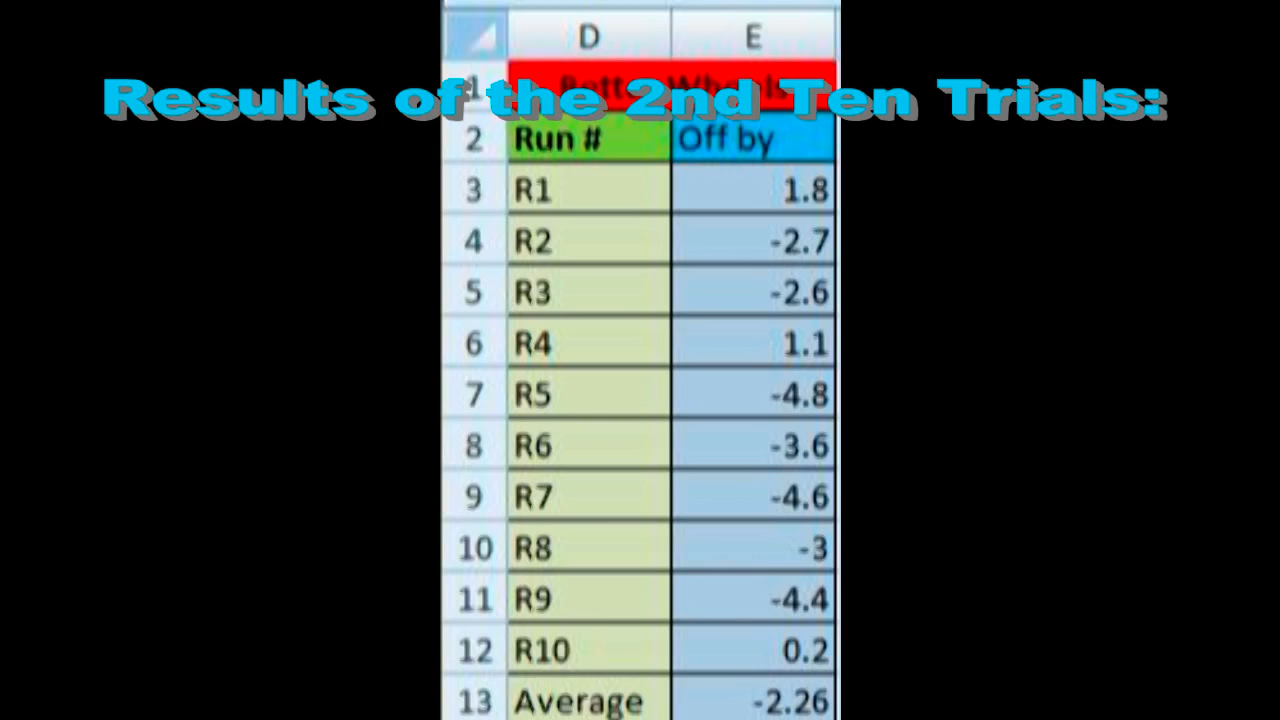 D E
Results of the 2nd Ten Trials:
1
2 Run # Off by
3 R1 1.8
4 R2 -2.7
5 R3 -2.6
6 R4 1.1
7 R5 -4.8
8 R6 -3.6
9 R7 -4.6
10 R8 -3
11 R9 -4.4
12 R10 0.2
13 Average -2.26